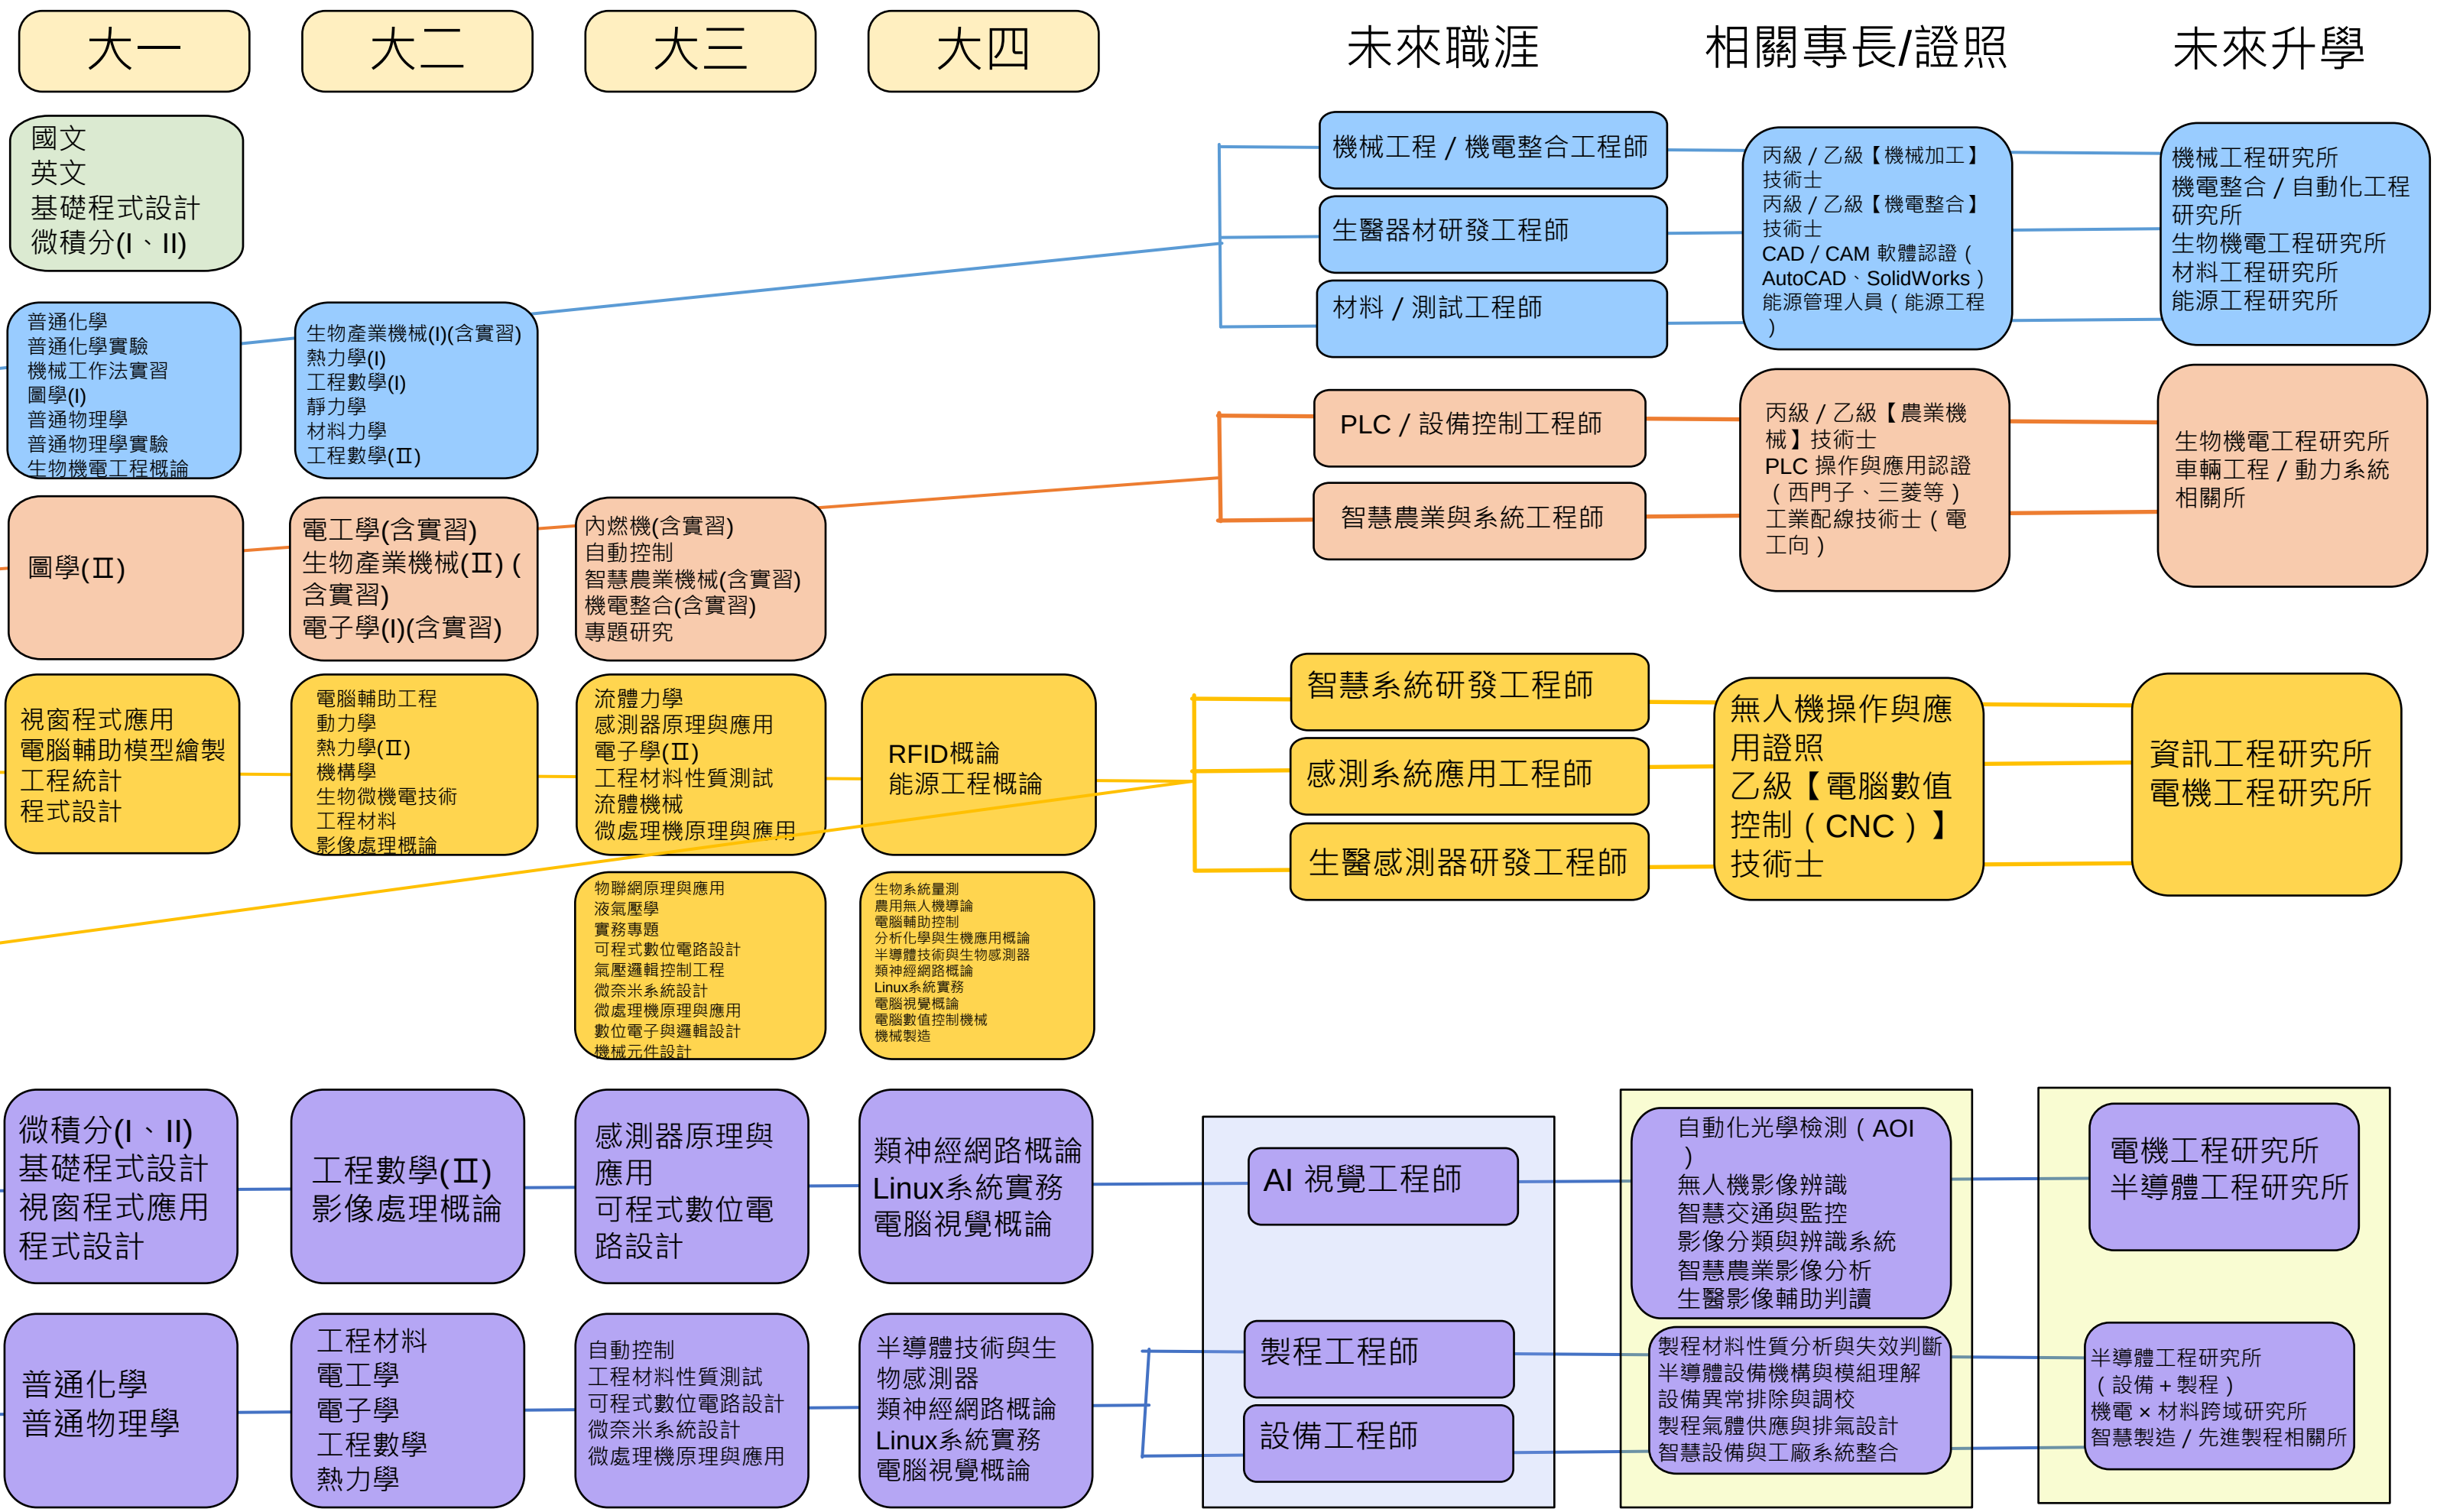 大一
大二
大三
大四
未來職涯
相關專長/證照
未來升學
國文
英文
基礎程式設計
微積分(I、II)
普通化學
普通化學實驗
機械工作法實習
圖學(I)
普通物理學
普通物理學實驗
生物機電工程概論
生物產業機械(I)(含實習)
熱力學(I)
工程數學(I)
靜力學
材料力學
工程數學(Ⅱ)
機械工程 / 機電整合工程師
生醫器材研發工程師
材料 / 測試工程師
丙級 / 乙級【機械加工】
技術士
丙級 / 乙級【機電整合】
技術士
CAD / CAM 軟體認證（
AutoCAD、SolidWorks）
能源管理人員（能源工程
）
機械工程研究所
機電整合 / 自動化工程
研究所
生物機電工程研究所
材料工程研究所
能源工程研究所
圖學(Ⅱ)
電工學(含實習)
生物產業機械(Ⅱ) (
含實習)
電子學(I)(含實習)
內燃機(含實習)
自動控制
智慧農業機械(含實習)
機電整合(含實習)
專題研究
PLC / 設備控制工程師
智慧農業與系統工程師
丙級 / 乙級【農業機
械】技術士
PLC 操作與應用認證
（西門子、三菱等）
工業配線技術士（電
工向）
生物機電工程研究所
車輛工程 / 動力系統
相關所
視窗程式應用
電腦輔助模型繪製
工程統計
程式設計
電腦輔助工程
動力學
熱力學(Ⅱ)
機構學
生物微機電技術
工程材料
影像處理概論
流體力學
感測器原理與應用
電子學(Ⅱ)
工程材料性質測試
流體機械
微處理機原理與應用
RFID概論
能源工程概論
智慧系統研發工程師
感測系統應用工程師
生醫感測器研發工程師
無人機操作與應
用證照
乙級【電腦數值
控制（CNC）】
技術士
資訊工程研究所
電機工程研究所
物聯網原理與應用
液氣壓學
實務專題
可程式數位電路設計
氣壓邏輯控制工程
微奈米系統設計
微處理機原理與應用
數位電子與邏輯設計
機械元件設計
生物系統量測
農用無人機導論
電腦輔助控制
分析化學與生機應用概論
半導體技術與生物感測器
類神經網路概論
Linux系統實務
電腦視覺概論
電腦數值控制機械
機械製造
微積分(I、II)
基礎程式設計
視窗程式應用
程式設計
工程數學(Ⅱ)
影像處理概論
感測器原理與
應用
可程式數位電
路設計
類神經網路概論
Linux系統實務
電腦視覺概論
AI 視覺工程師
自動化光學檢測（AOI
）
無人機影像辨識
智慧交通與監控
影像分類與辨識系統
智慧農業影像分析
生醫影像輔助判讀
電機工程研究所
半導體工程研究所
普通化學
普通物理學
工程材料
電工學
電子學
工程數學
熱力學
自動控制
工程材料性質測試
可程式數位電路設計
微奈米系統設計
微處理機原理與應用
半導體技術與生
物感測器
類神經網路概論
Linux系統實務
電腦視覺概論
製程工程師
設備工程師
製程材料性質分析與失效判斷
半導體設備機構與模組理解
設備異常排除與調校
製程氣體供應與排氣設計
智慧設備與工廠系統整合
半導體工程研究所
（設備 + 製程）
機電 × 材料跨域研究所
智慧製造 / 先進製程相關所